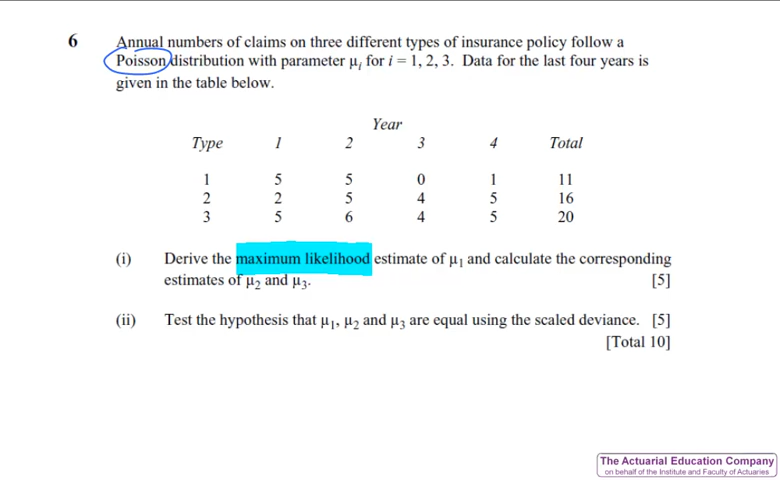 6 Annual numbers of claims on three different types of insurance policy follow a
Poisson distribution with parameter μi for i = 1, 2, 3. Data for the last four years is
given in the table below.
Year
Type 1 2 3 4 Total
1 5 5 0 1 11
2 2 5 4 5 16
3 5 6 4 5 20
(i) Derive the maximum likelihood estimate of μ1 and calculate the corresponding
estimates of μ2 and μ3. [5]
(ii) Test the hypothesis that μ1, μ2 and μ3 are equal using the scaled deviance. [5]
[Total 10]
The Actuarial Education Company
on behalf of the Institute and Faculty of Actuaries